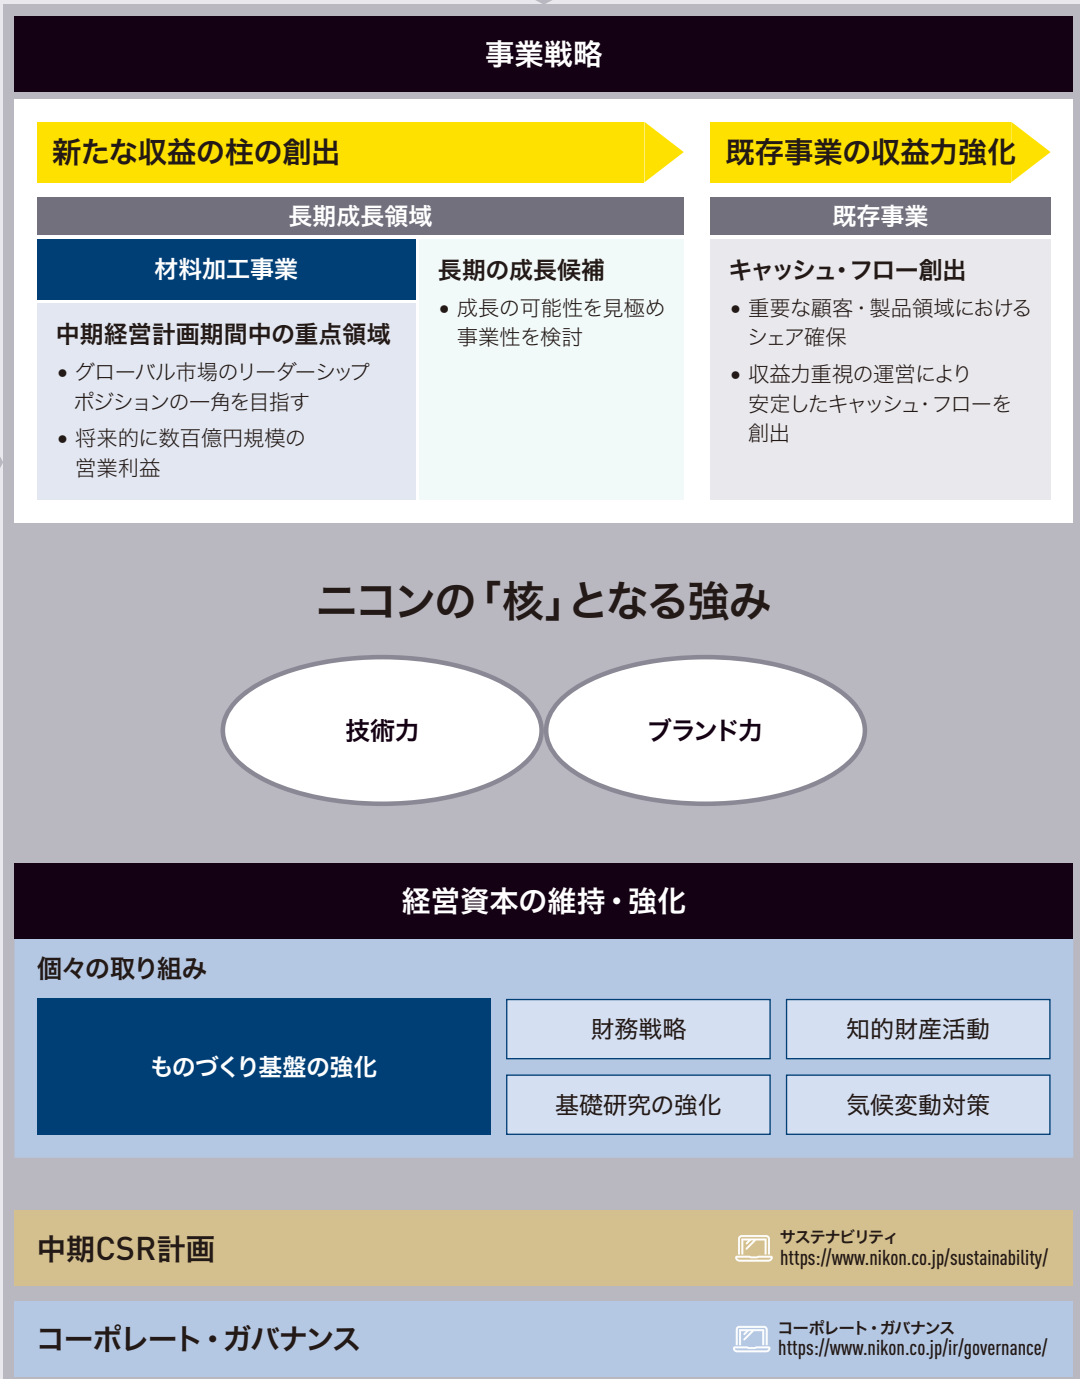 事業戦略
新たな収益の柱の創出
長期成長領域
材料加工事業
中期経営計画期間中の重点領域
• グローバル市場のリーダーシップ
ポジションの一角を目指す
• 将来的に数百億円規模の
営業利益
長期の成長候補
• 成長の可能性を見極め
事業性を検討
既存事業の収益力強化
既存事業
キャッシュ・フロー創出
• 重要な顧客・製品領域における
シェア確保
• 収益力重視の運営により
安定したキャッシュ・フローを
創出
ニコンの「核」となる強み
技術力
ブランド力
経営資本の維持・強化
個々の取り組み
ものづくり基盤の強化
財務戦略
知的財産活動
基礎研究の強化
気候変動対策
中期CSR計画
サステナビリティ
https://www.nikon.co.jp/sustainability/
コーポレート・ガバナンス
コーポレート・ガバナンス
https://www.nikon.co.jp/ir/governance/